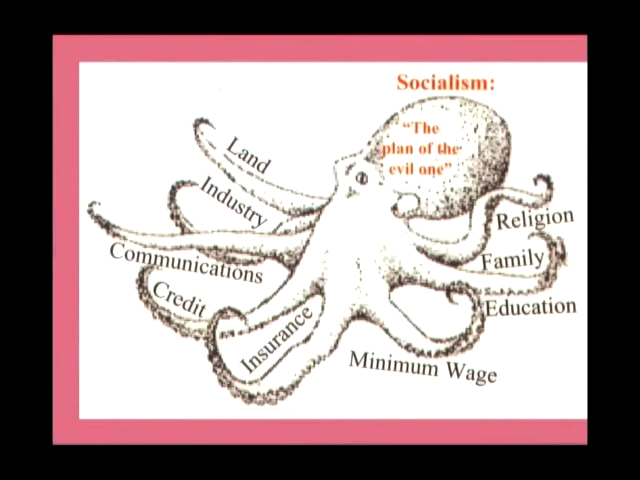 Socialism:
“The
plan of the
evil one”
Land
Industry
Communications
Credit
Insurance
Minimum Wage
Religion
Family
Education